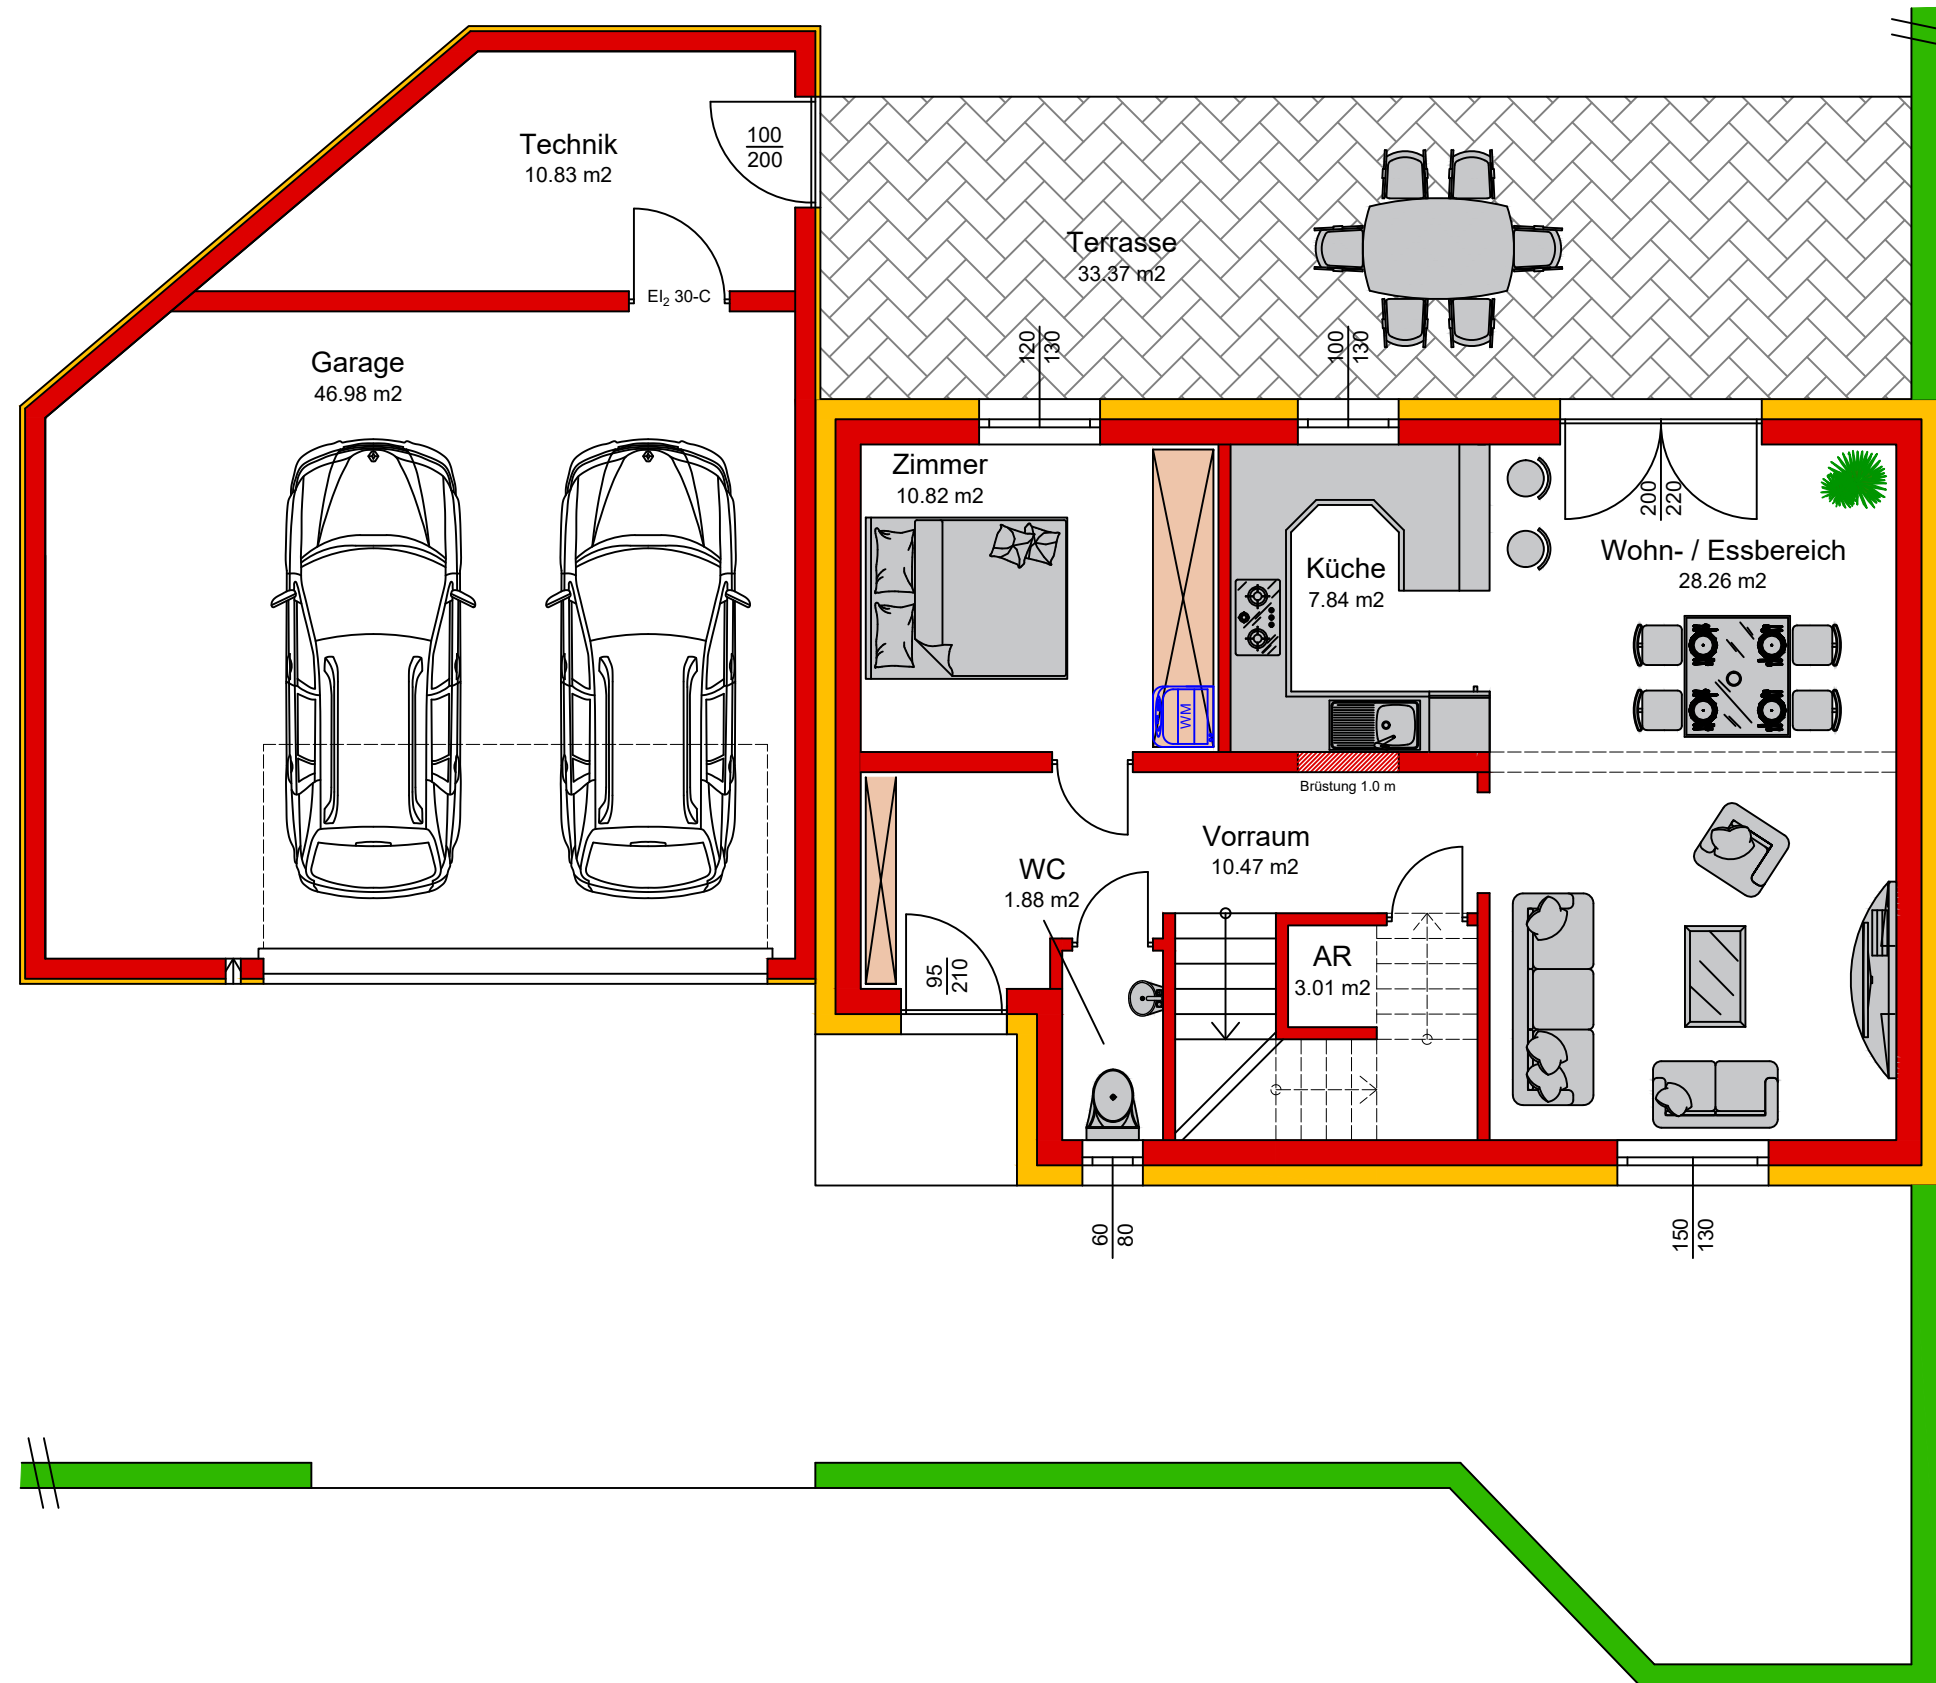 Technik
10.83 m2
100
200
EI₂ 30-C
Terrasse
33.37 m2
Garage
46.98 m2
120
130
100
130
Zimmer
10.82 m2
WM
Küche
7.84 m2
200
220
Wohn- / Essbereich
28.26 m2
Brüstung 1.0 m
Vorraum
10.47 m2
WC
1.88 m2
95
210
AR
3.01 m2
60
80
150
130